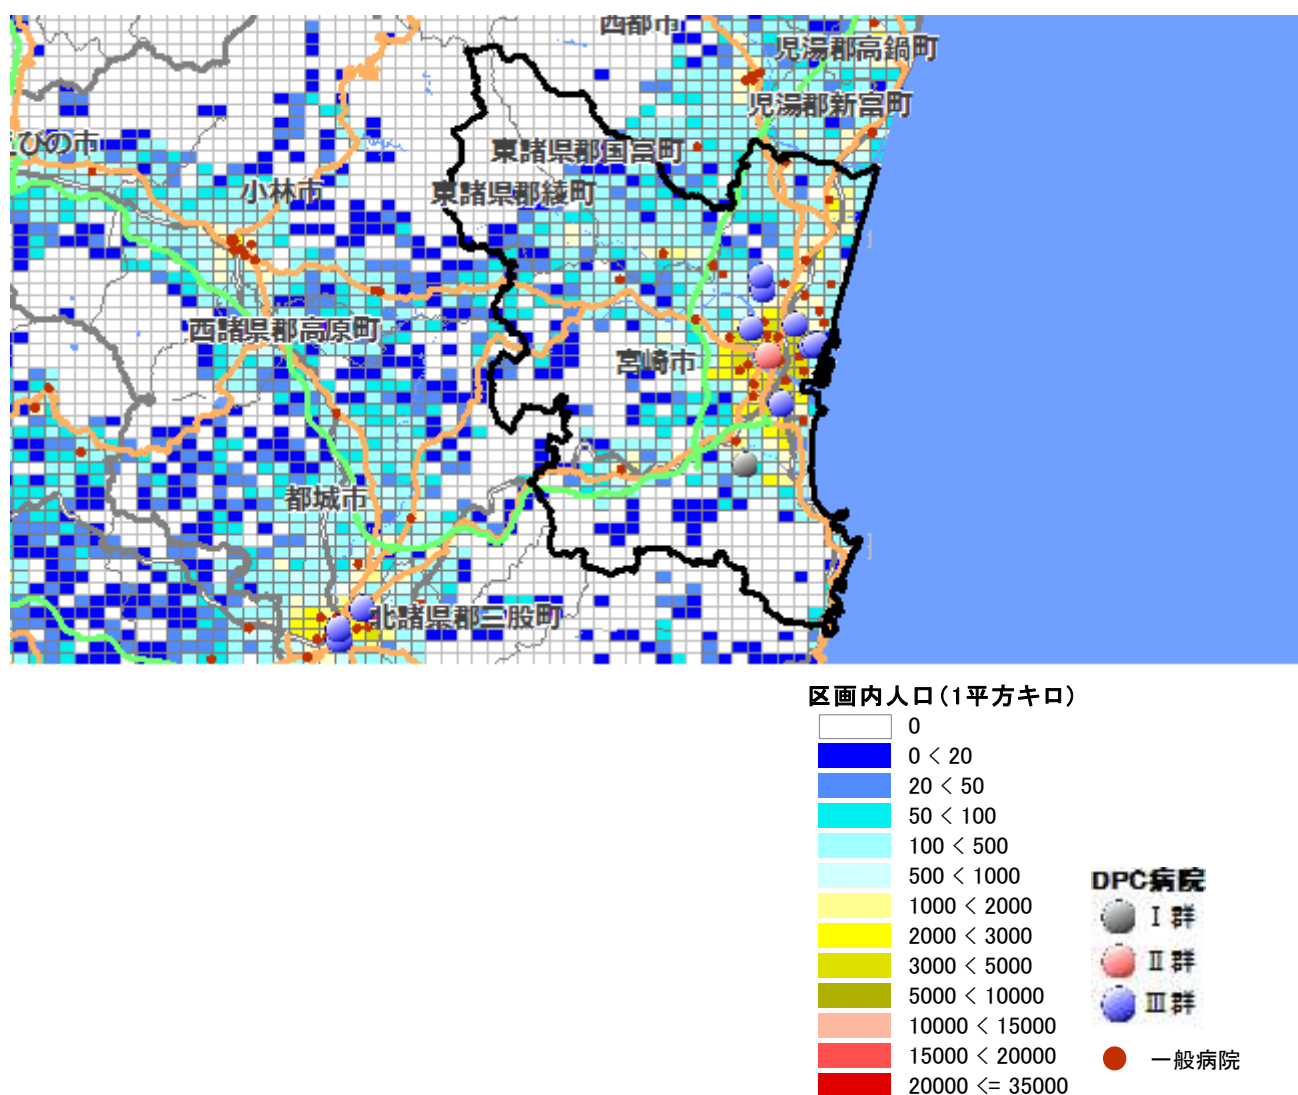 西都市
児湯郡高鍋町
児湯郡新富町
えびの市
東諸県郡国富町
小林市
東諸県郡綾町
西諸県郡高原町
宮崎市
都城市
北諸県郡三股町
区画内人口(1平方キロ)
0
0 < 20
20 < 50
50 < 100
100 < 500
500 < 1000
1000 < 2000
2000 < 3000
3000 < 5000
5000 < 10000
10000 < 15000
15000 < 20000
20000 <= 35000
DPC病院
Ⅰ群
Ⅱ群
Ⅲ群
一般病院